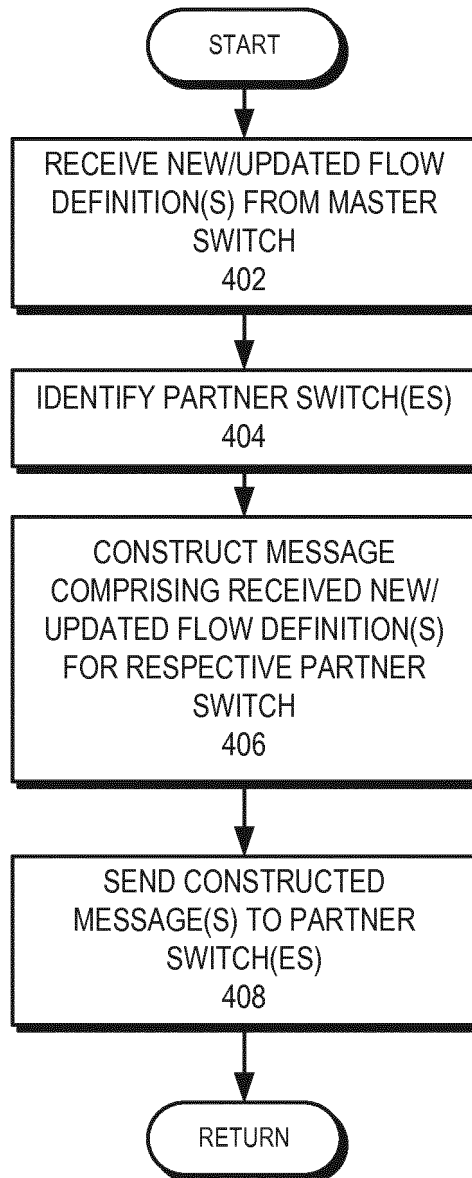 START
RECEIVE NEW/UPDATED FLOW
DEFINITION(S) FROM MASTER
SWITCH
402
IDENTIFY PARTNER SWITCH(ES)
404
CONSTRUCT MESSAGE
COMPRISING RECEIVED NEW/
UPDATED FLOW DEFINITION(S)
FOR RESPECTIVE PARTNER
SWITCH
406
SEND CONSTRUCTED
MESSAGE(S) TO PARTNER
SWITCH(ES)
408
RETURN